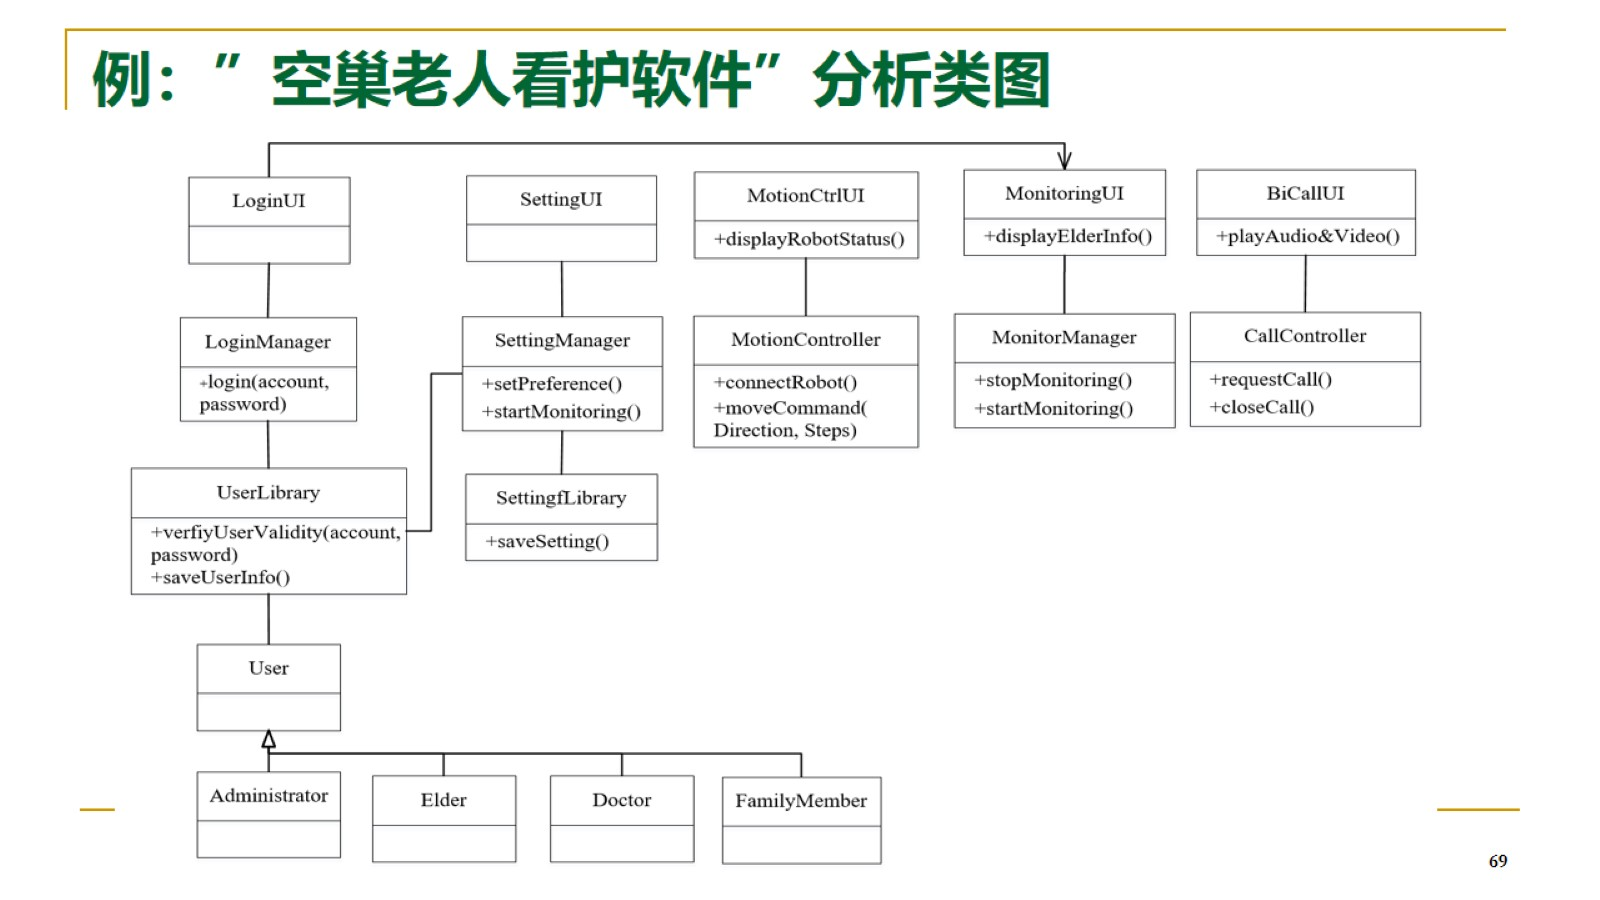 例：”空巢老人看护软件”分析类图
LoginUI
SettingUI
MotionCtrlUI
+displayRobotStatus()
MonitoringUI
+displayElderInfo()
BiCallUI
+playAudio&Video()
LoginManager
+login(account,
password)
SettingManager
+setPreference()
+startMonitoring()
MotionController
+connectRobot()
+moveCommand(
Direction, Steps)
MonitorManager
+stopMonitoring()
+startMonitoring()
CallController
+requestCall()
+closeCall()
UserLibrary
+verfiyUserValidity(account,
password)
+saveUserInfo()
SettingfLibrary
+saveSetting()
User
Administrator
Elder
Doctor
FamilyMember
69